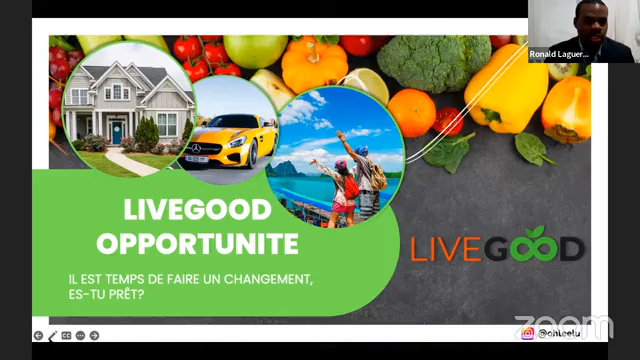 Ronald Laguer...
LIVEGOOD
OPPORTUNITE
IL EST TEMPS DE FAIRE UN CHANGEMENT,
ES-TU PRÊT?
LIVEGOOD
zoom